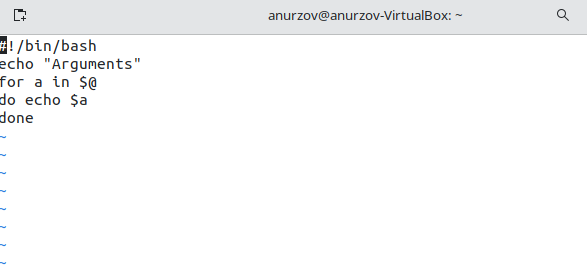 anurzov@anurzov-VirtualBox: ~
#!/bin/bash
echo "Arguments"
for a in $@
do echo $a
done
~
~
~
~
~
~
~
~